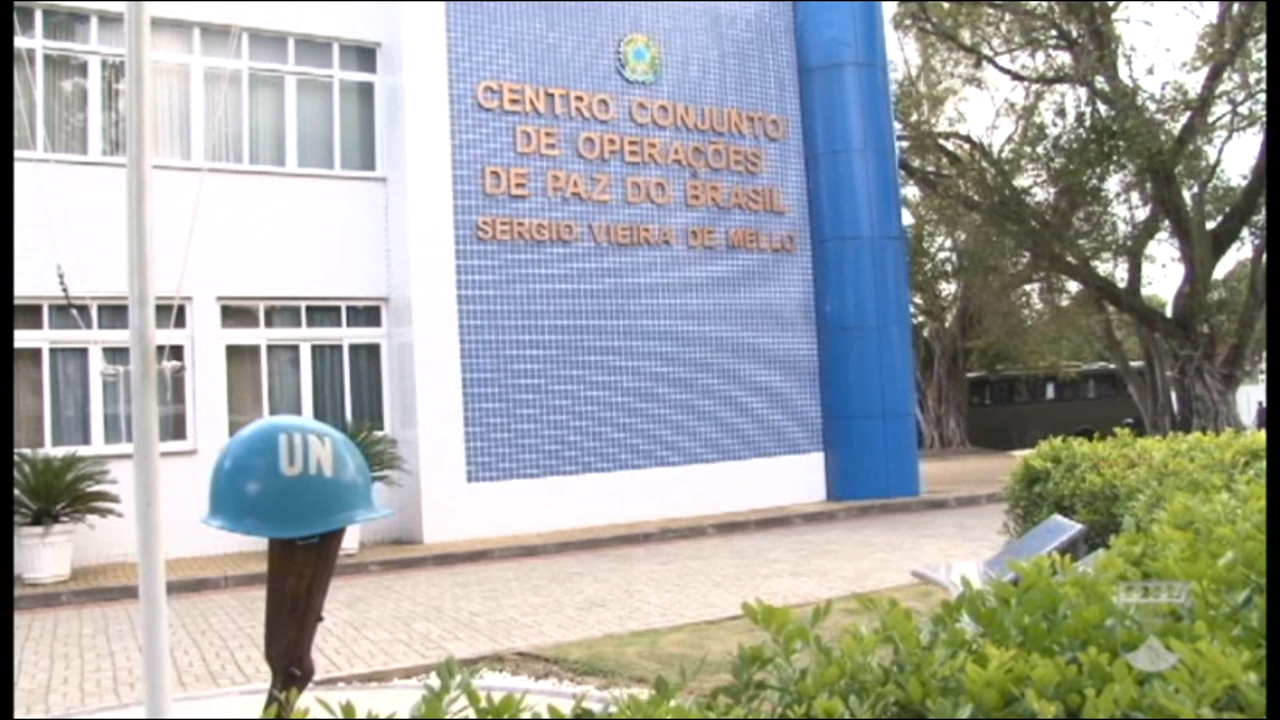 CENTRO CONJUNTO
DE OPERAÇÕES
DE PAZ DO BRASIL
SERGIO VIEIRA DE MELLO
UN